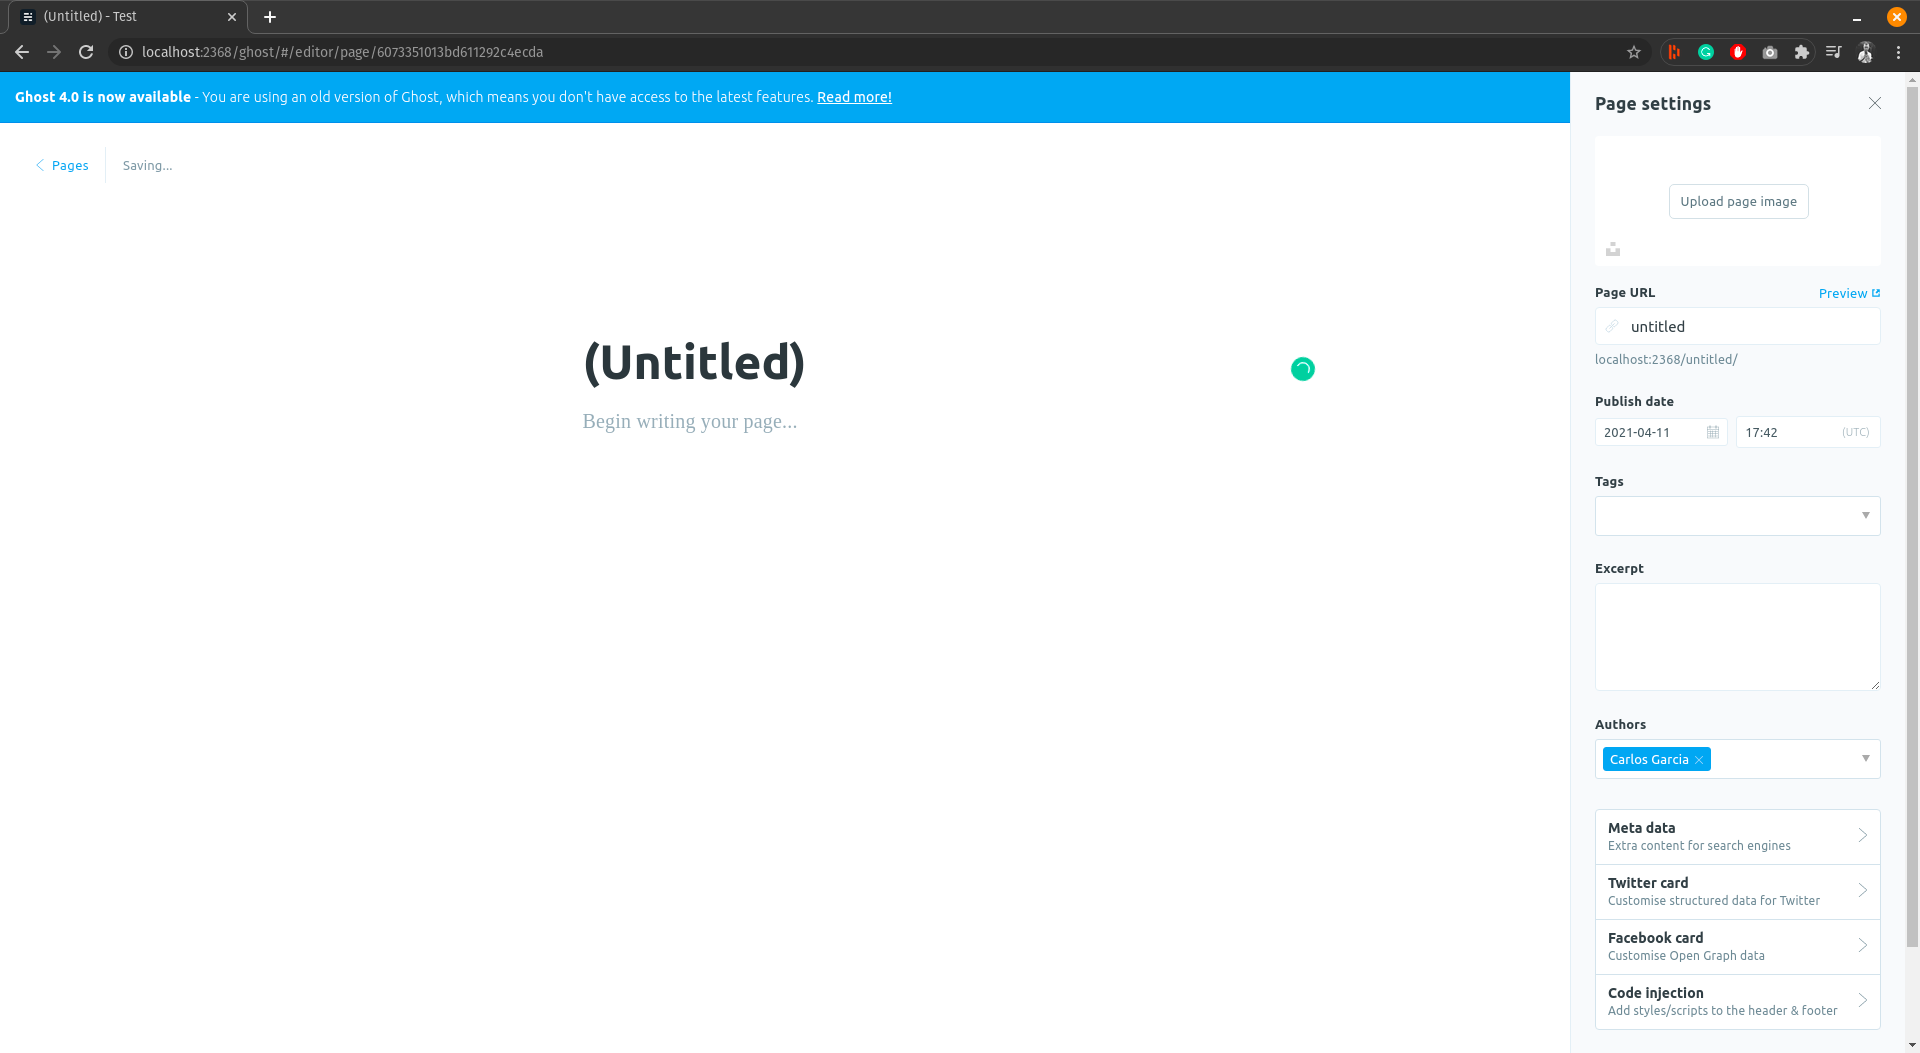 (Untitled) - Test
localhost:2368/ghost/#/editor/page/6073351013bd611292c4ecda
Ghost 4.0 is now available - You are using an old version of Ghost, which means you don't have access to the latest features. Read more!
Pages
Saving...
(Untitled)
Begin writing your page...
Page settings
Upload page image
Page URL
Preview
untitled
localhost:2368/untitled/
Publish date
2021-04-11
17:42
(UTC)
Tags
Excerpt
Authors
Carlos Garcia
Meta data
Extra content for search engines
Twitter card
Customise structured data for Twitter
Facebook card
Customise Open Graph data
Code injection
Add styles/scripts to the header & footer